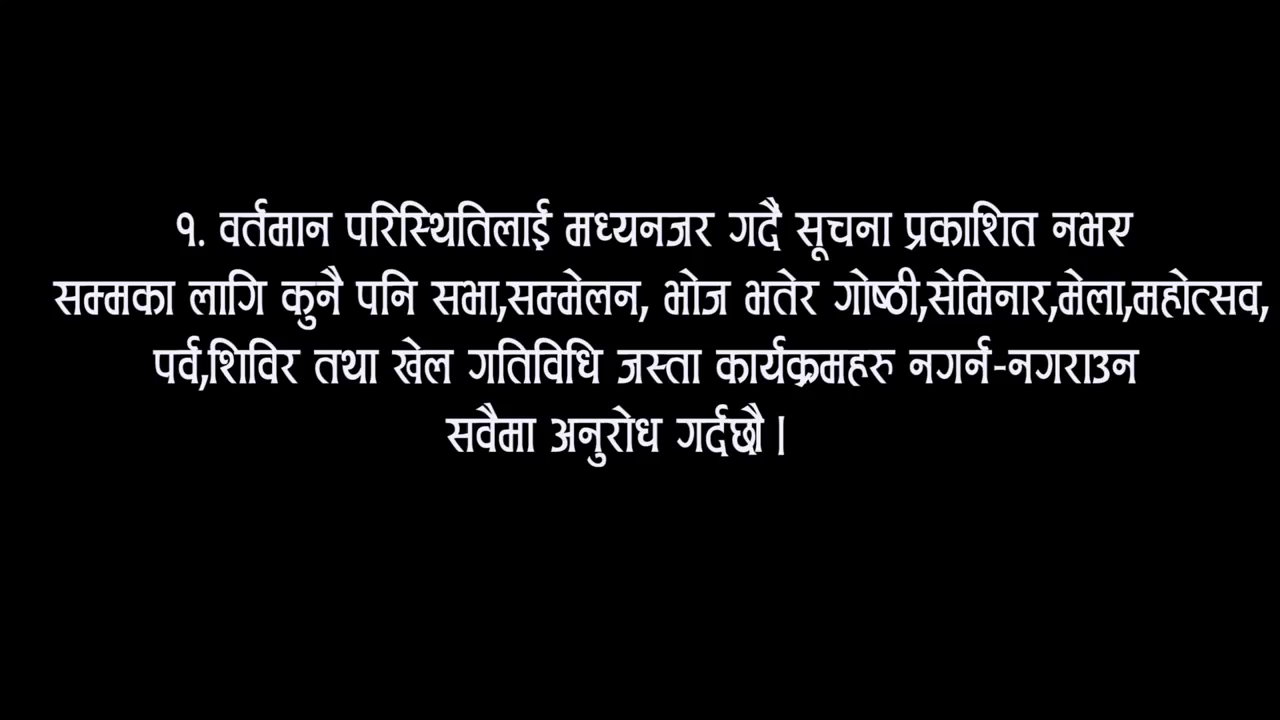 १. वर्तमान परिस्थितिलाई मध्यनजर गर्दै सूचना प्रकाशित नभए
सम्मका लागि कुनै पनि सभा,सम्मेलन, भोज भतेर गोष्ठी,सेमिनार,मेला,महोत्सव,
पर्व,शिविर तथा खेल गतिविधि जस्ता कार्यक्रमहरु नगर्न-नगराउन
सवैमा अनुरोध गर्दछौ ।